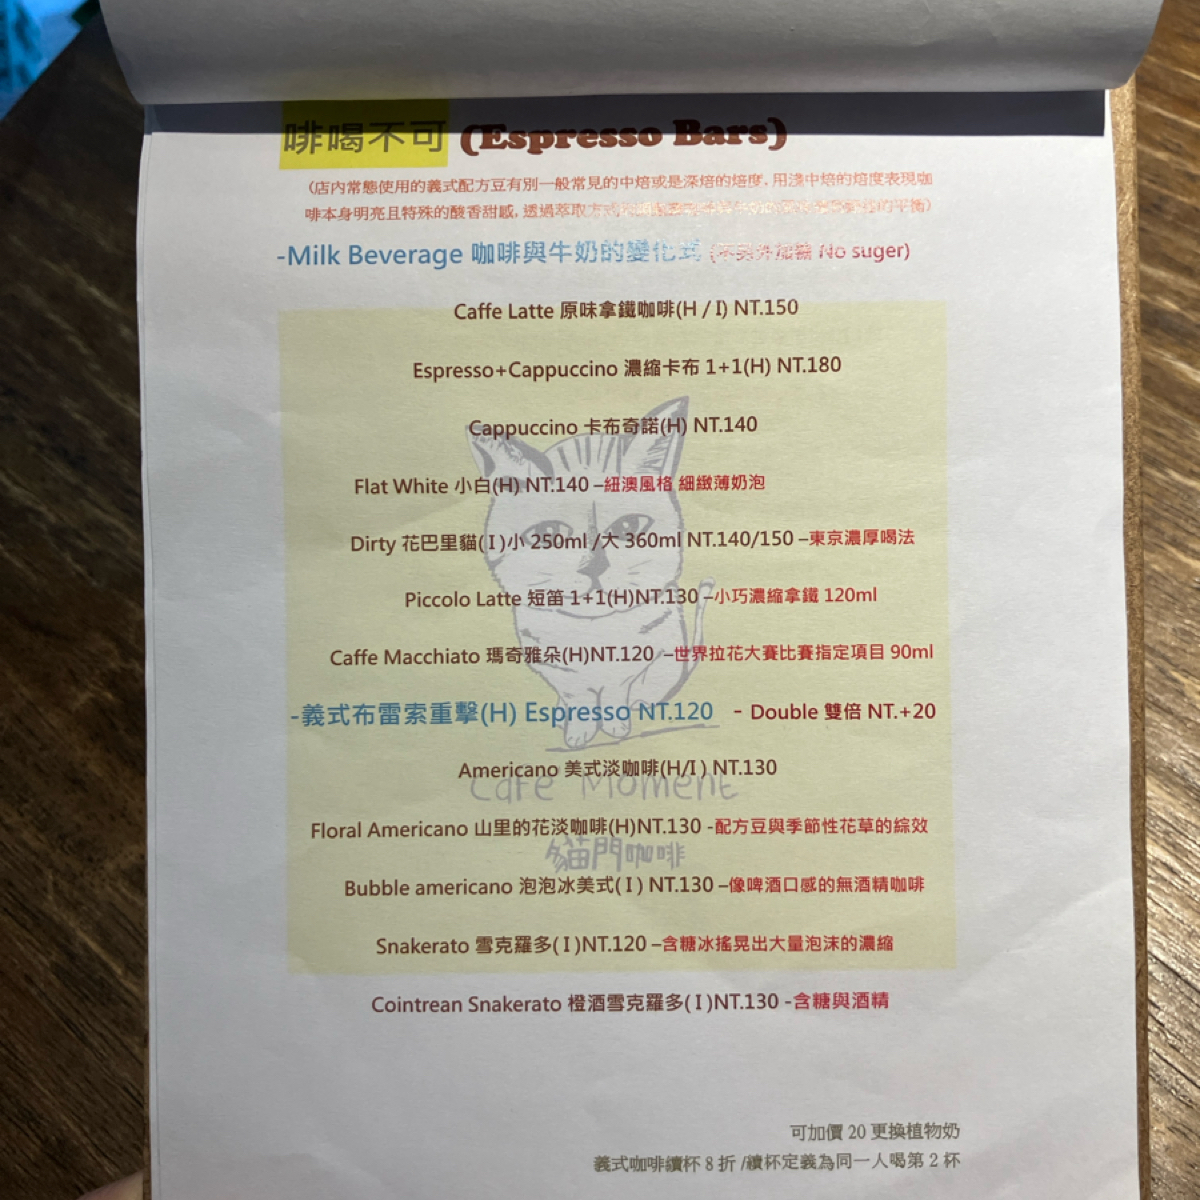 啡喝不可 (Espresso Bars)
(店內常態使用的義式配方豆有別一般常見的中焙或是深焙的焙度, 用淺中焙的焙度表現咖
啡本身明亮且特殊的酸香甜感, 透過萃取方式 的平衡)
-Milk Beverage 咖啡與牛奶的變化式 (不另外加糖 No suger)
Caffe Latte 原味拿鐵咖啡(H / I) NT.150
Espresso+Cappuccino 濃縮卡布 1+1(H) NT.180
Cappuccino 卡布奇諾(H) NT.140
Flat White 小白(H) NT.140 –紐澳風格 細緻薄奶泡
Dirty 花巴里貓( I )小 250ml /大 360ml NT.140/150 –東京濃厚喝法
Piccolo Latte 短笛 1+1(H)NT.130 –小巧濃縮拿鐵 120ml
Caffe Macchiato 瑪奇雅朵(H)NT.120 –世界拉花大賽比賽指定項目 90ml
-義式布雷索重擊(H) Espresso NT.120 - Double 雙倍 NT.+20
Americano 美式淡咖啡(H/I ) NT.130
Cafe Moment
Floral Americano 山里的花淡咖啡(H)NT.130 -配方豆與季節性花草的綜效
貓門咖啡
Bubble americano 泡泡冰美式( I ) NT.130 –像啤酒口感的無酒精咖啡
Snakerato 雪克羅多( I )NT.120 –含糖冰搖晃出大量泡沫的濃縮
Cointrean Snakerato 橙酒雪克羅多( I )NT.130 -含糖與酒精
可加價 20 更換植物奶
義式咖啡續杯 8 折 /續杯定義為同一人喝第 2 杯